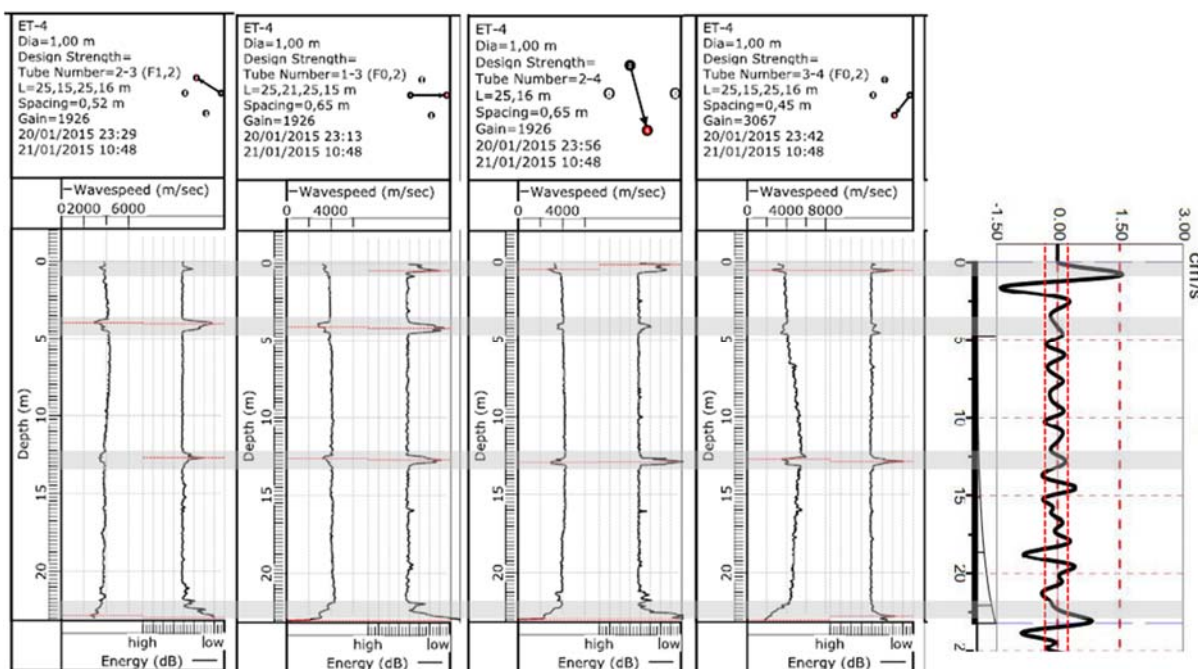 ET-4
Dia=1,00 m
Design Strength=
Tube Number=2-3 (F1,2)
L=25,15,25,16 m
Spacing=0,52 m
Gain=1926
20/01/2015 23:29
21/01/2015 10:48
Wavespeed (m/sec)
0 2000 6000
0
5
10
15
20
Depth (m)
high low
Energy (dB)
ET-4
Dia=1,00 m
Design Strength=
Tube Number=1-3 (F0,2)
L=25,21,25,15 m
Spacing=0,65 m
Gain=1926
20/01/2015 23:13
21/01/2015 10:48
Wavespeed (m/sec)
0 4000
0
5
10
15
20
Depth (m)
high low
Energy (dB)
ET-4
Dia=1,00 m
Design Strength=
Tube Number=2-4
L=25,16 m
Spacing=0,65 m
Gain=1926
20/01/2015 23:56
21/01/2015 10:48
Wavespeed (m/sec)
0 4000
0
5
10
15
20
Depth (m)
high low
Energy (dB)
ET-4
Dia=1,00 m
Design Strength=
Tube Number=3-4 (F0,2)
L=25,15,25,16 m
Spacing=0,45 m
Gain=3067
20/01/2015 23:42
21/01/2015 10:48
Wavespeed (m/sec)
0 4000 8000
0
5
10
15
20
Depth (m)
high low
Energy (dB)
-1.50 0.00 1.50 3.00
cm/s
0
5
10
15
20